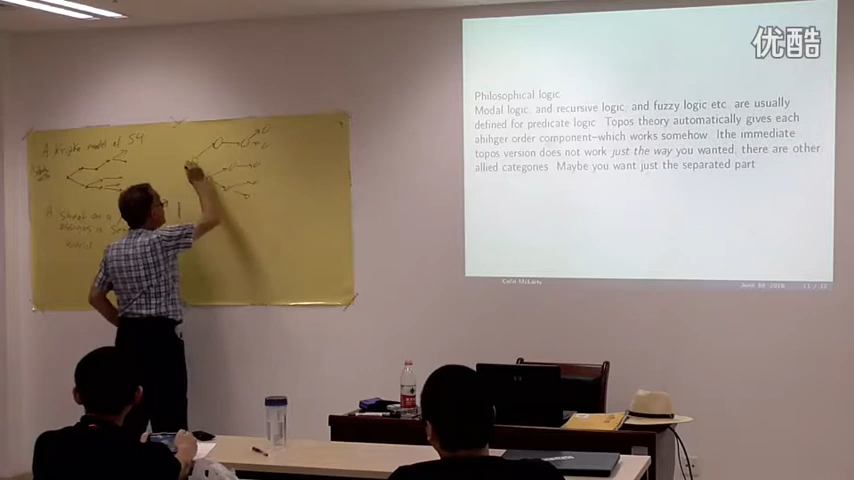 优酷
A Kripke model of S4
Philosophical logic
Modal logic, and recursive logic, and fuzzy logic etc. are usually
defined for predicate logic. Topos theory automatically gives each
ahihger order component—which works somehow. Ithe immediate
topos version does not work just the way you wanted, there are other
allied categories. Maybe you want just the separated part
A
on a
Colin McLarty
11 / 12